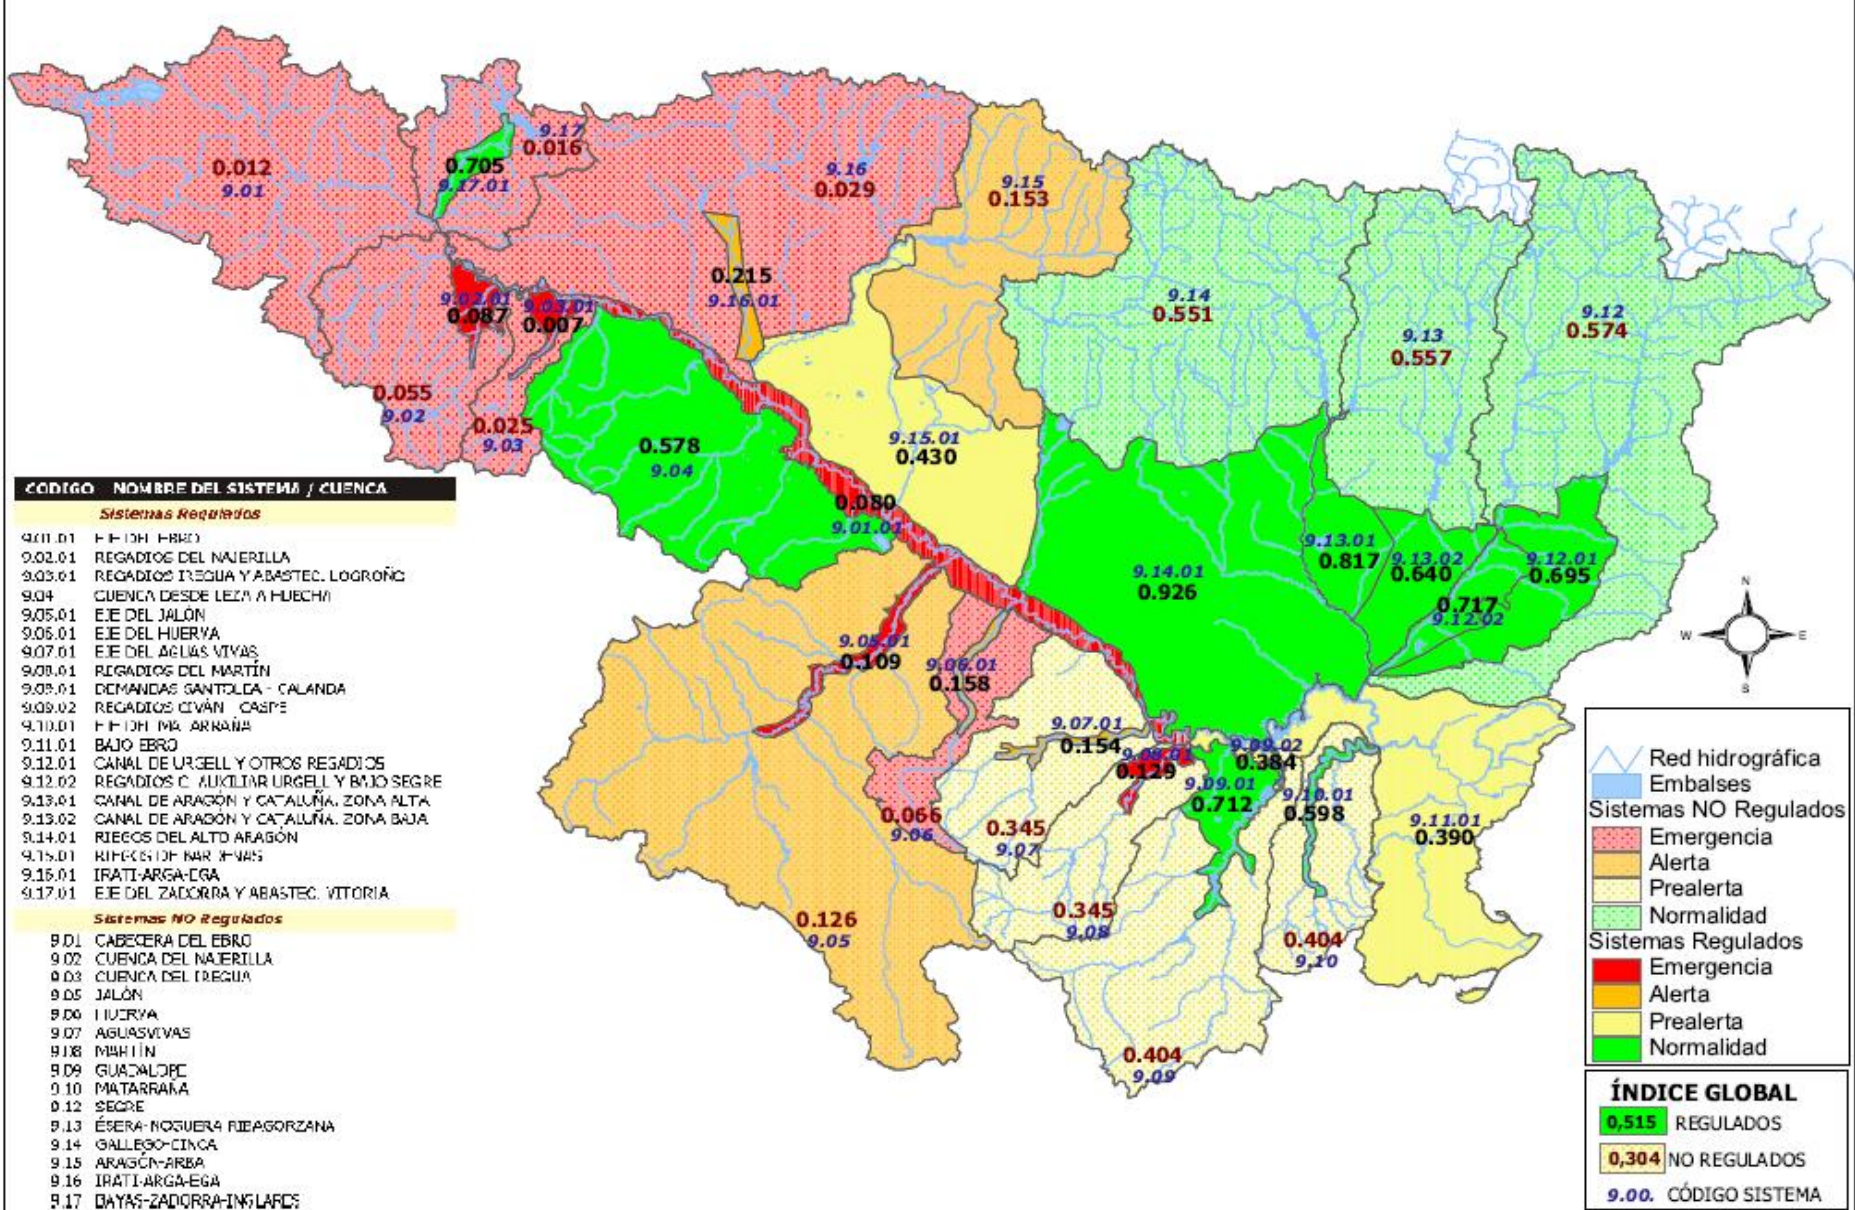 9.17
0.016
0.705
9.17.01
0.012
9.01
9.16
0.029
9.15
0.153
0.215
9.16.01
9.02.01
0.087
9.03.01
0.007
9.14
0.551
9.12
0.574
9.13
0.557
0.055
9.02
0.025
9.03
0.578
9.04
9.15.01
0.430
0.080
9.01.01
9.13.01
0.817
9.13.02
0.640
9.12.01
0.695
9.14.01
0.926
0.717
9.12.02
9.05.01
0.109
9.06.01
0.158
9.07.01
0.154
9.08.01
0.129
9.09.02
0.384
9.09.01
0.712
9.10.01
0.598
9.11.01
0.390
0.066
9.06
0.345
9.07
0.126
9.05
0.345
9.08
0.404
9.10
0.404
9.09
CODIGO NOMBRE DEL SISTEMA / CUENCA
Sistemas Regulados
9.01.01 EJE DEL EBRO
9.02.01 REGADIOS DEL NAJERILLA
9.03.01 REGADIOS IREGUA Y ABASTEC. LOGROÑO
9.04 CUENCA DESDE LEZA A HUECHA
9.05.01 EJE DEL JALÓN
9.06.01 EJE DEL HUERVA
9.07.01 EJE DEL AGUAS VIVAS
9.08.01 REGADIOS DEL MARTÍN
9.09.01 DEMANDAS SANTOLEA - CALANDA
9.09.02 REGADIOS CIVÁN - CASPE
9.10.01 EJE DEL MATARRAÑA
9.11.01 BAJO EBRO
9.12.01 CANAL DE URGELL Y OTROS REGADIOS
9.12.02 REGADIOS C. AUXILIAR URGELL Y BAJO SEGRE
9.13.01 CANAL DE ARAGÓN Y CATALUÑA. ZONA ALTA
9.13.02 CANAL DE ARAGÓN Y CATALUÑA. ZONA BAJA
9.14.01 RIEGOS DEL ALTO ARAGÓN
9.15.01 RIEGOS DE BARDENAS
9.16.01 IRATI-ARGA-EGA
9.17.01 EJE DEL ZADORRA Y ABASTEC. VITORIA
Sistemas NO Regulados
9.01 CABECERA DEL EBRO
9.02 CUENCA DEL NAJERILLA
9.03 CUENCA DEL IREGUA
9.05 JALÓN
9.06 HUERVA
9.07 AGUASVIVAS
9.08 MARTÍN
9.09 GUADALOPE
9.10 MATARRAÑA
9.12 SEGRE
9.13 ÉSERA-NOGUERA RIBAGORZANA
9.14 GALLEGO-CINCA
9.15 ARAGÓN-ARBA
9.16 IRATI-ARGA-EGA
9.17 BAYAS-ZADORRA-INGLARES
N
W
E
S
Red hidrográfica
Embalses
Sistemas NO Regulados
Emergencia
Alerta
Prealerta
Normalidad
Sistemas Regulados
Emergencia
Alerta
Prealerta
Normalidad
ÍNDICE GLOBAL
0,515 REGULADOS
0,304 NO REGULADOS
9.00. CÓDIGO SISTEMA